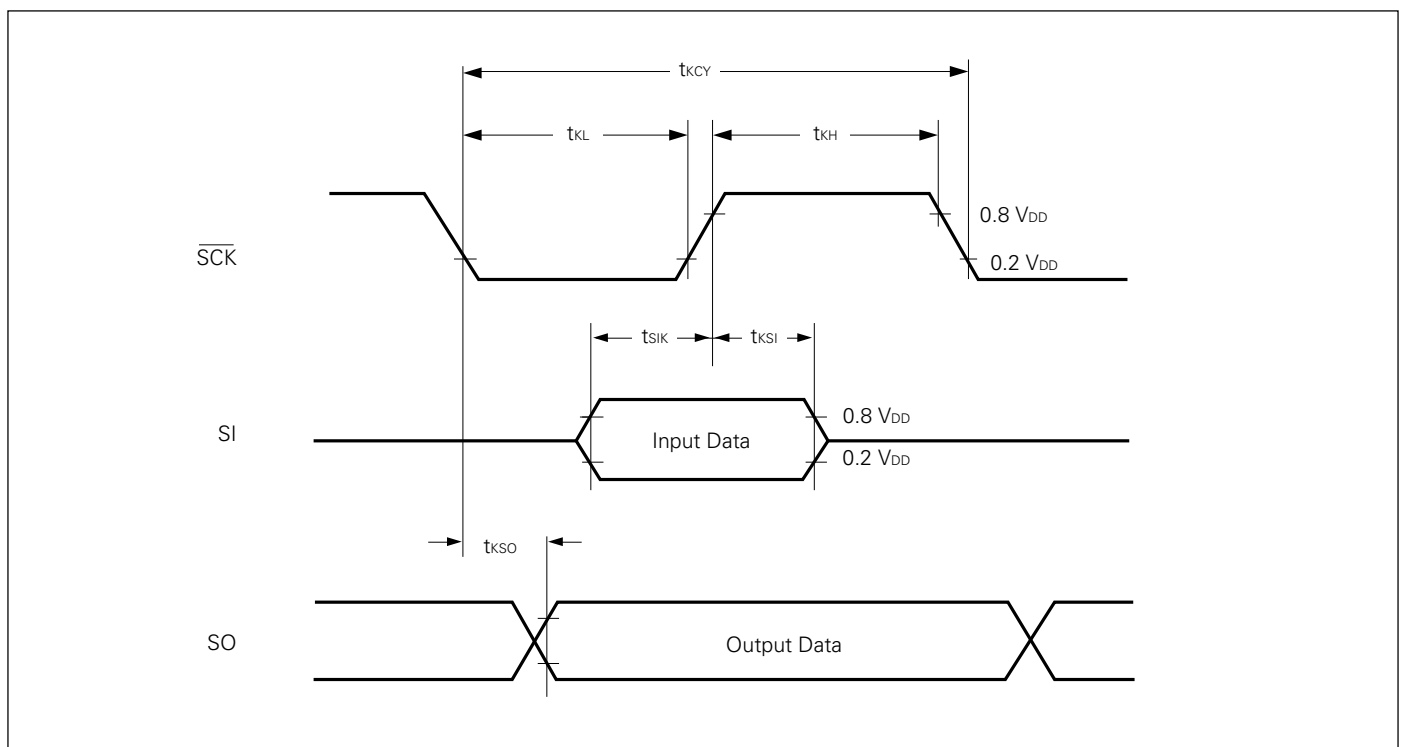 tKCY
tKL
tKH
0.8 VDD
SCK
0.2 VDD
tSIK
tKSI
0.8 VDD
SI
Input Data
0.2 VDD
tKSO
SO
Output Data